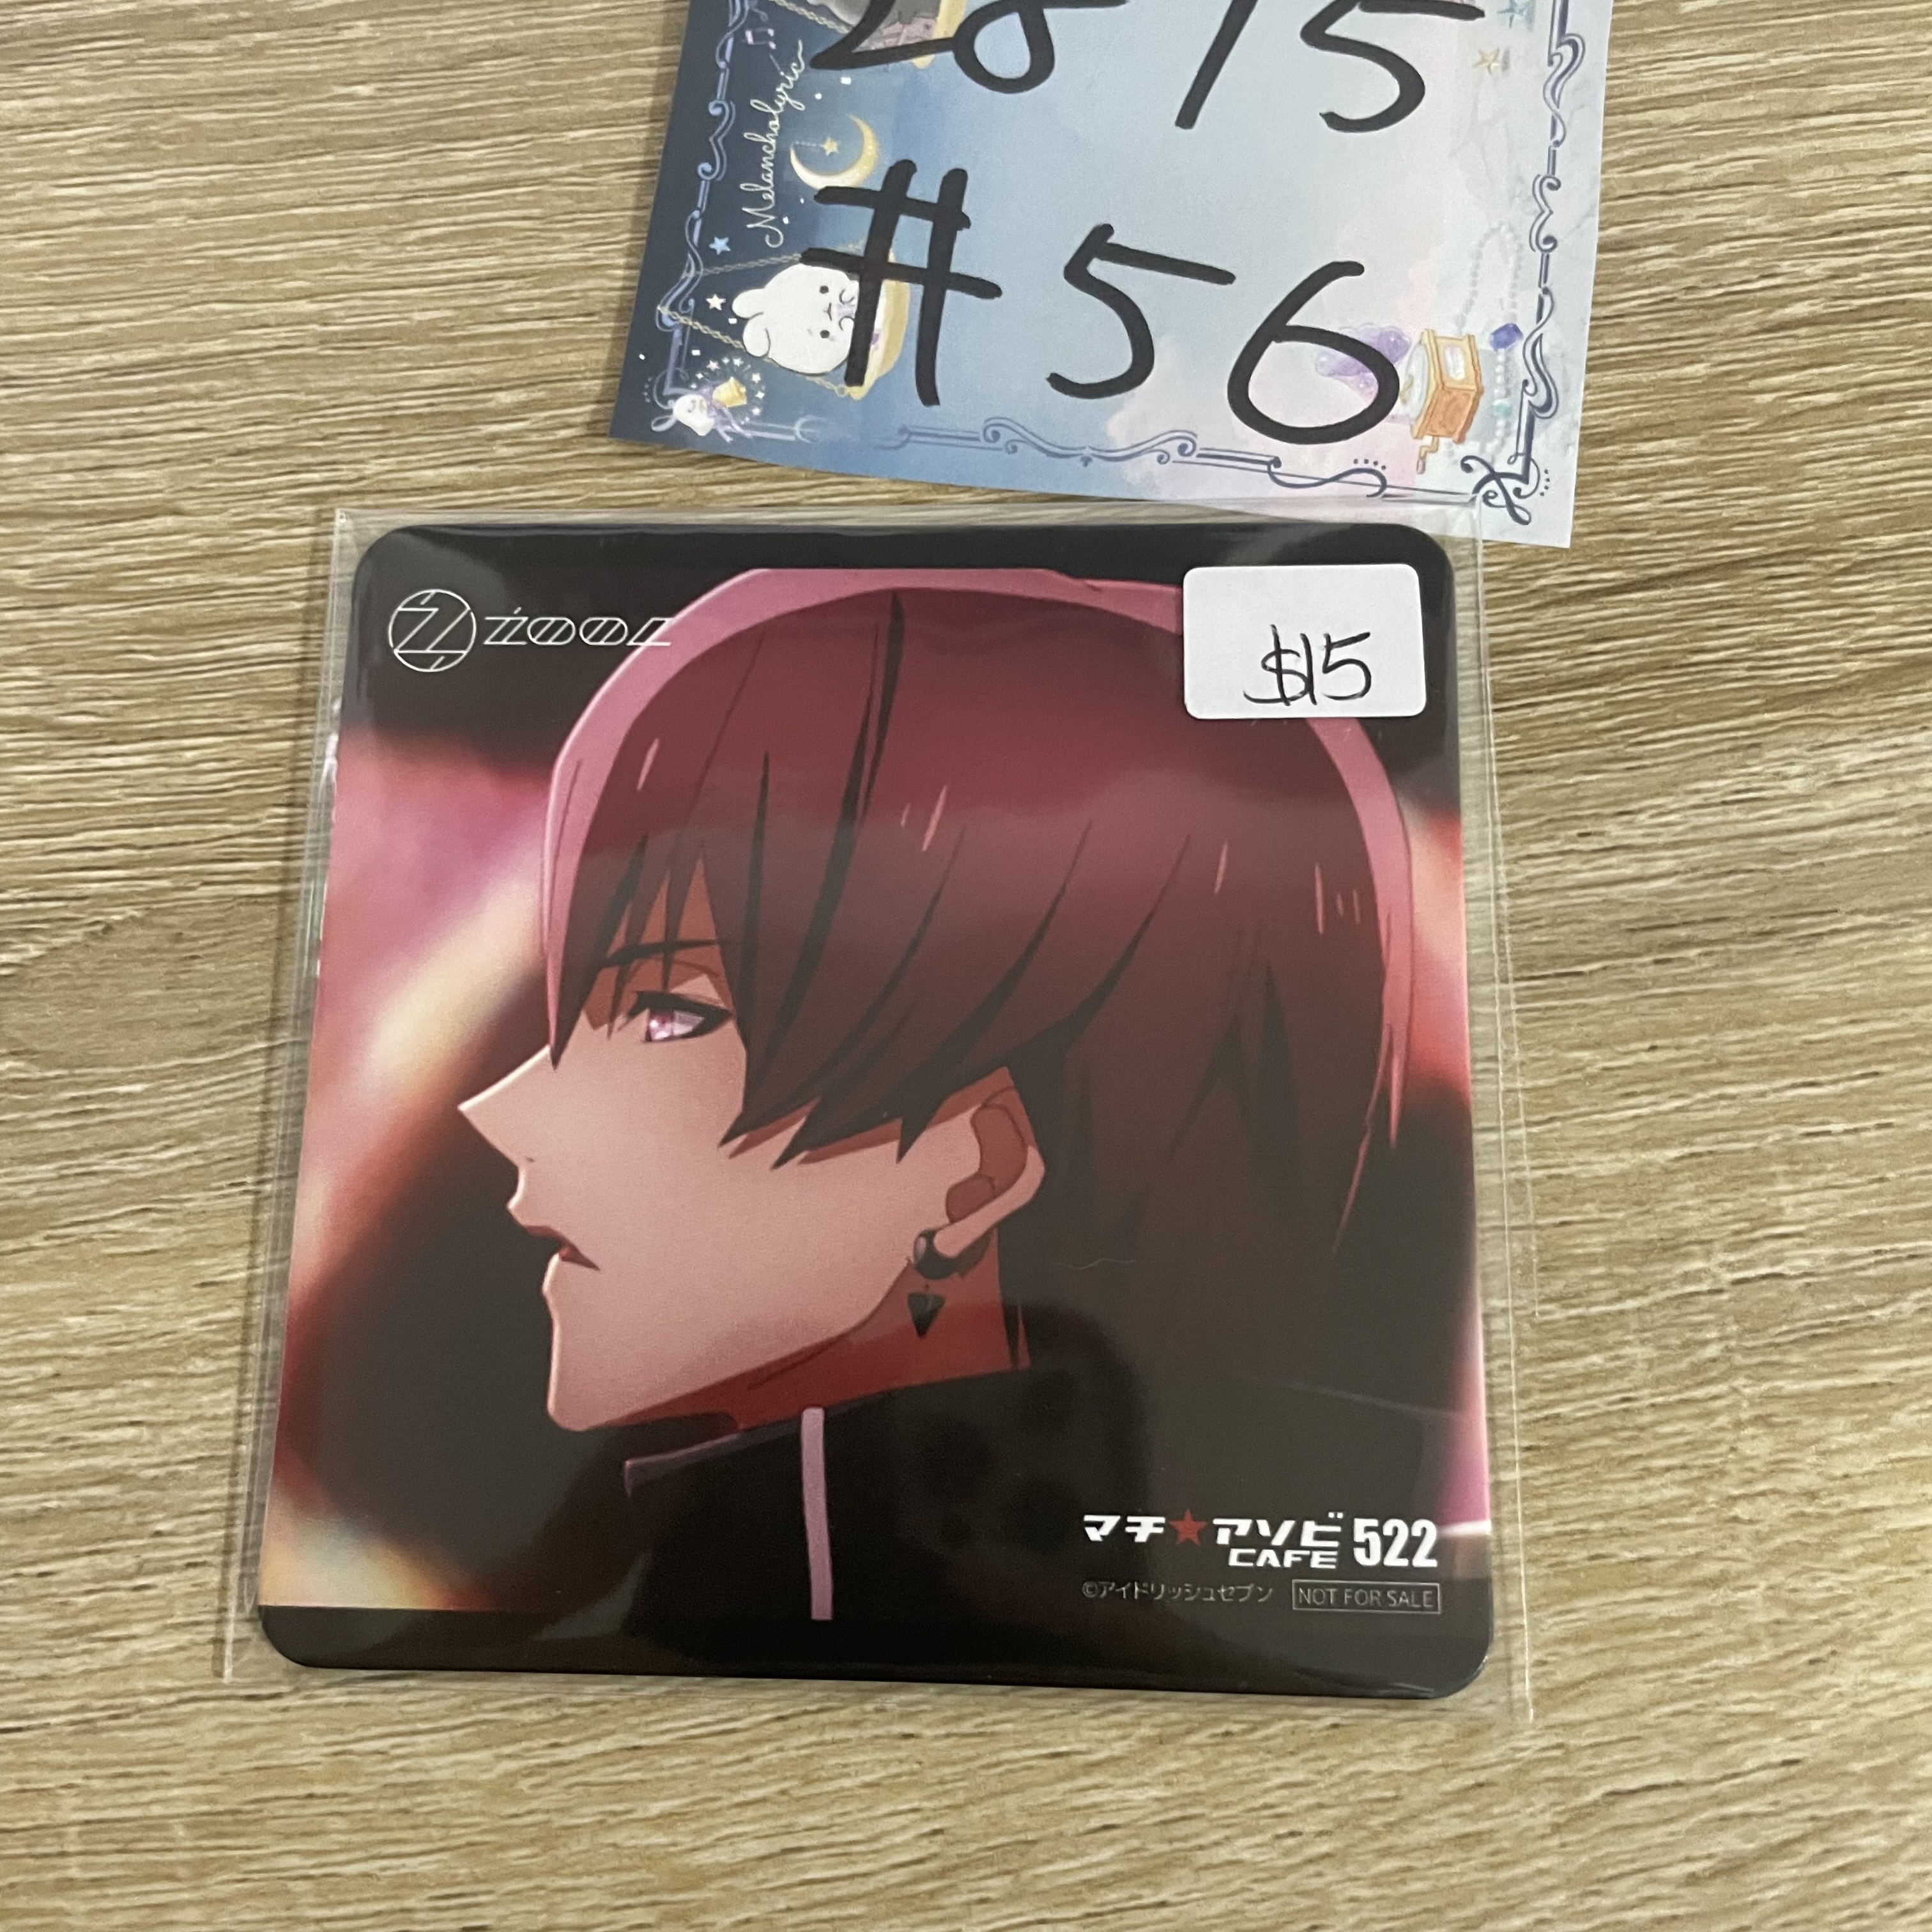 2875
Melancholyric
#56
ŹOOĻ
$15
マチ★アソビ
CAFE 522
©アイドリッシュセブン NOT FOR SALE